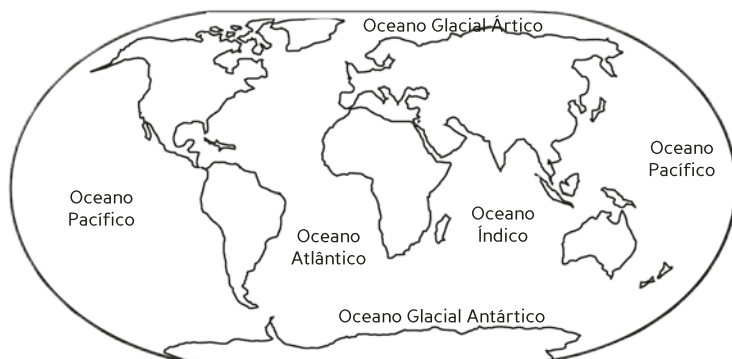 Oceano Glacial Ártico
Oceano
Pacífico
Oceano
Pacífico
Oceano
Índico
Oceano
Atlântico
Oceano Glacial Antártico